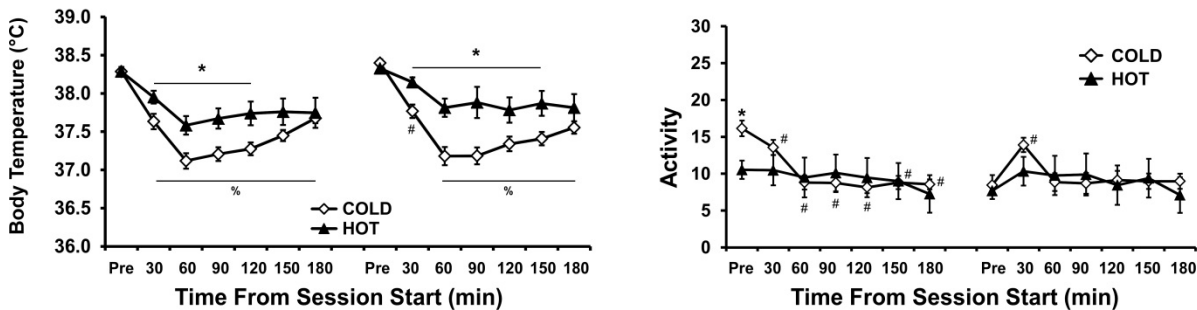 39.0
38.5
38.0
37.5
37.0
36.5
36.0
Body Temperature (°C)
*
*
#
%
%
COLD
HOT
Pre 30 60 90 120 150 180 Pre 30 60 90 120 150 180
Time From Session Start (min)
30
25
20
15
10
5
0
Activity
COLD
HOT
*
#
#
#
#
#
#
#
Pre 30 60 90 120 150 180 Pre 30 60 90 120 150 180
Time From Session Start (min)